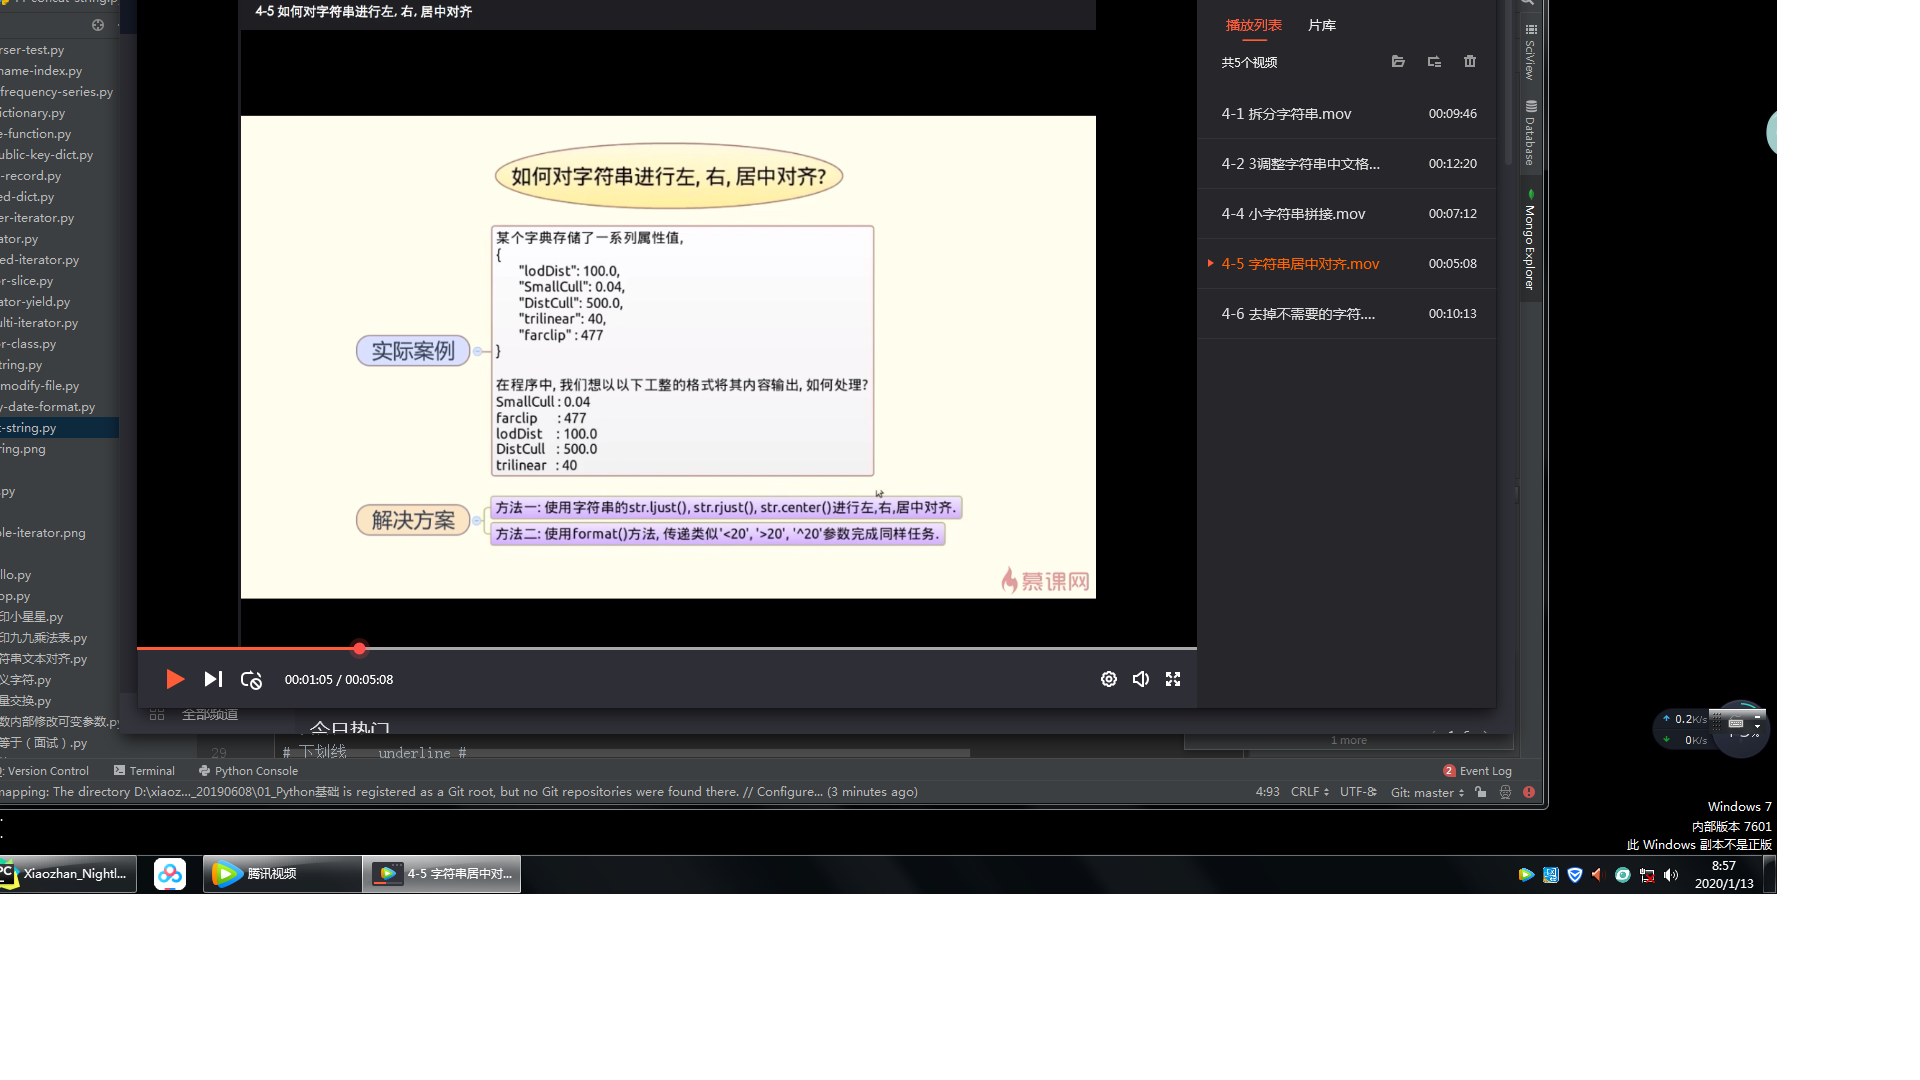 4-5 如何对字符串进行左, 右, 居中对齐
rser-test.py
name-index.py
frequency-series.py
ictionary.py
e-function.py
ublic-key-dict.py
-record.py
ed-dict.py
er-iterator.py
ator.py
ed-iterator.py
r-slice.py
ator-yield.py
ulti-iterator.py
r-class.py
tring.py
modify-file.py
y-date-format.py
t-string.py
ring.png
.py
ole-iterator.png
llo.py
op.py
印小星星.py
印九九乘法表.py
符串文本对齐.py
义字符.py
量交换.py
数内部修改可变参数.py
等于（面试）.py
如何对字符串进行左, 右, 居中对齐?
实际案例
某个字典存储了一系列属性值,
{
"lodDist": 100.0,
"SmallCull": 0.04,
"DistCull": 500.0,
"trilinear": 40,
"farclip" : 477
}
在程序中, 我们想以以下工整的格式将其内容输出, 如何处理?
SmallCull : 0.04
farclip : 477
lodDist : 100.0
DistCull : 500.0
trilinear : 40
解决方案
方法一: 使用字符串的str.ljust(), str.rjust(), str.center()进行左,右,居中对齐.
方法二: 使用format()方法, 传递类似'<20', '>20', '^20'参数完成同样任务.
慕课网
00:01:05 / 00:05:08
播放列表 片库
共5个视频
4-1 拆分字符串.mov 00:09:46
4-2 3调整字符串中文格... 00:12:20
4-4 小字符串拼接.mov 00:07:12
4-5 字符串居中对齐.mov 00:05:08
4-6 去掉不需要的字符.... 00:10:13
SciView
Database
Mongo Explorer
全部频道
今日热门
29 # 下划线 underline #
1 more
0.2K/s
0K/s
: Version Control Terminal Python Console
2 Event Log
mapping: The directory D:\xiaoz..._20190608\01_Python基础 is registered as a Git root, but no Git repositories were found there. // Configure... (3 minutes ago)
4:93 CRLF UTF-8 Git: master
Windows 7
内部版本 7601
此 Windows 副本不是正版
PC Xiaozhan_Nightl...
腾讯视频
4-5 字符串居中对...
8:57
2020/1/13